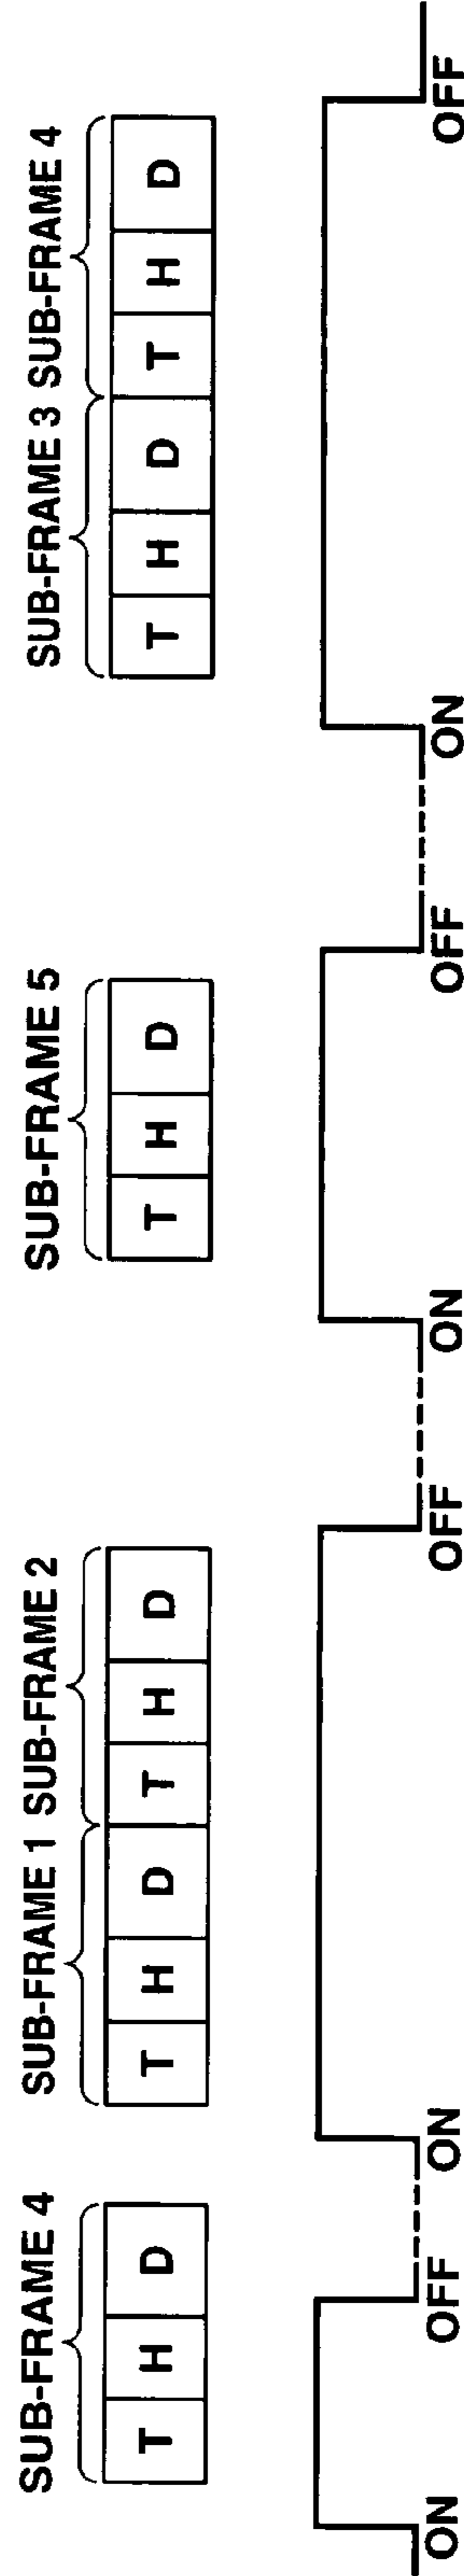 SUB-FRAME 4 SUB-FRAME 1 SUB-FRAME 2 SUB-FRAME 5 SUB-FRAME 3 SUB-FRAME 4
T H D T H D T H D T H D T H D T H D
ON OFF ON OFF ON OFF ON OFF